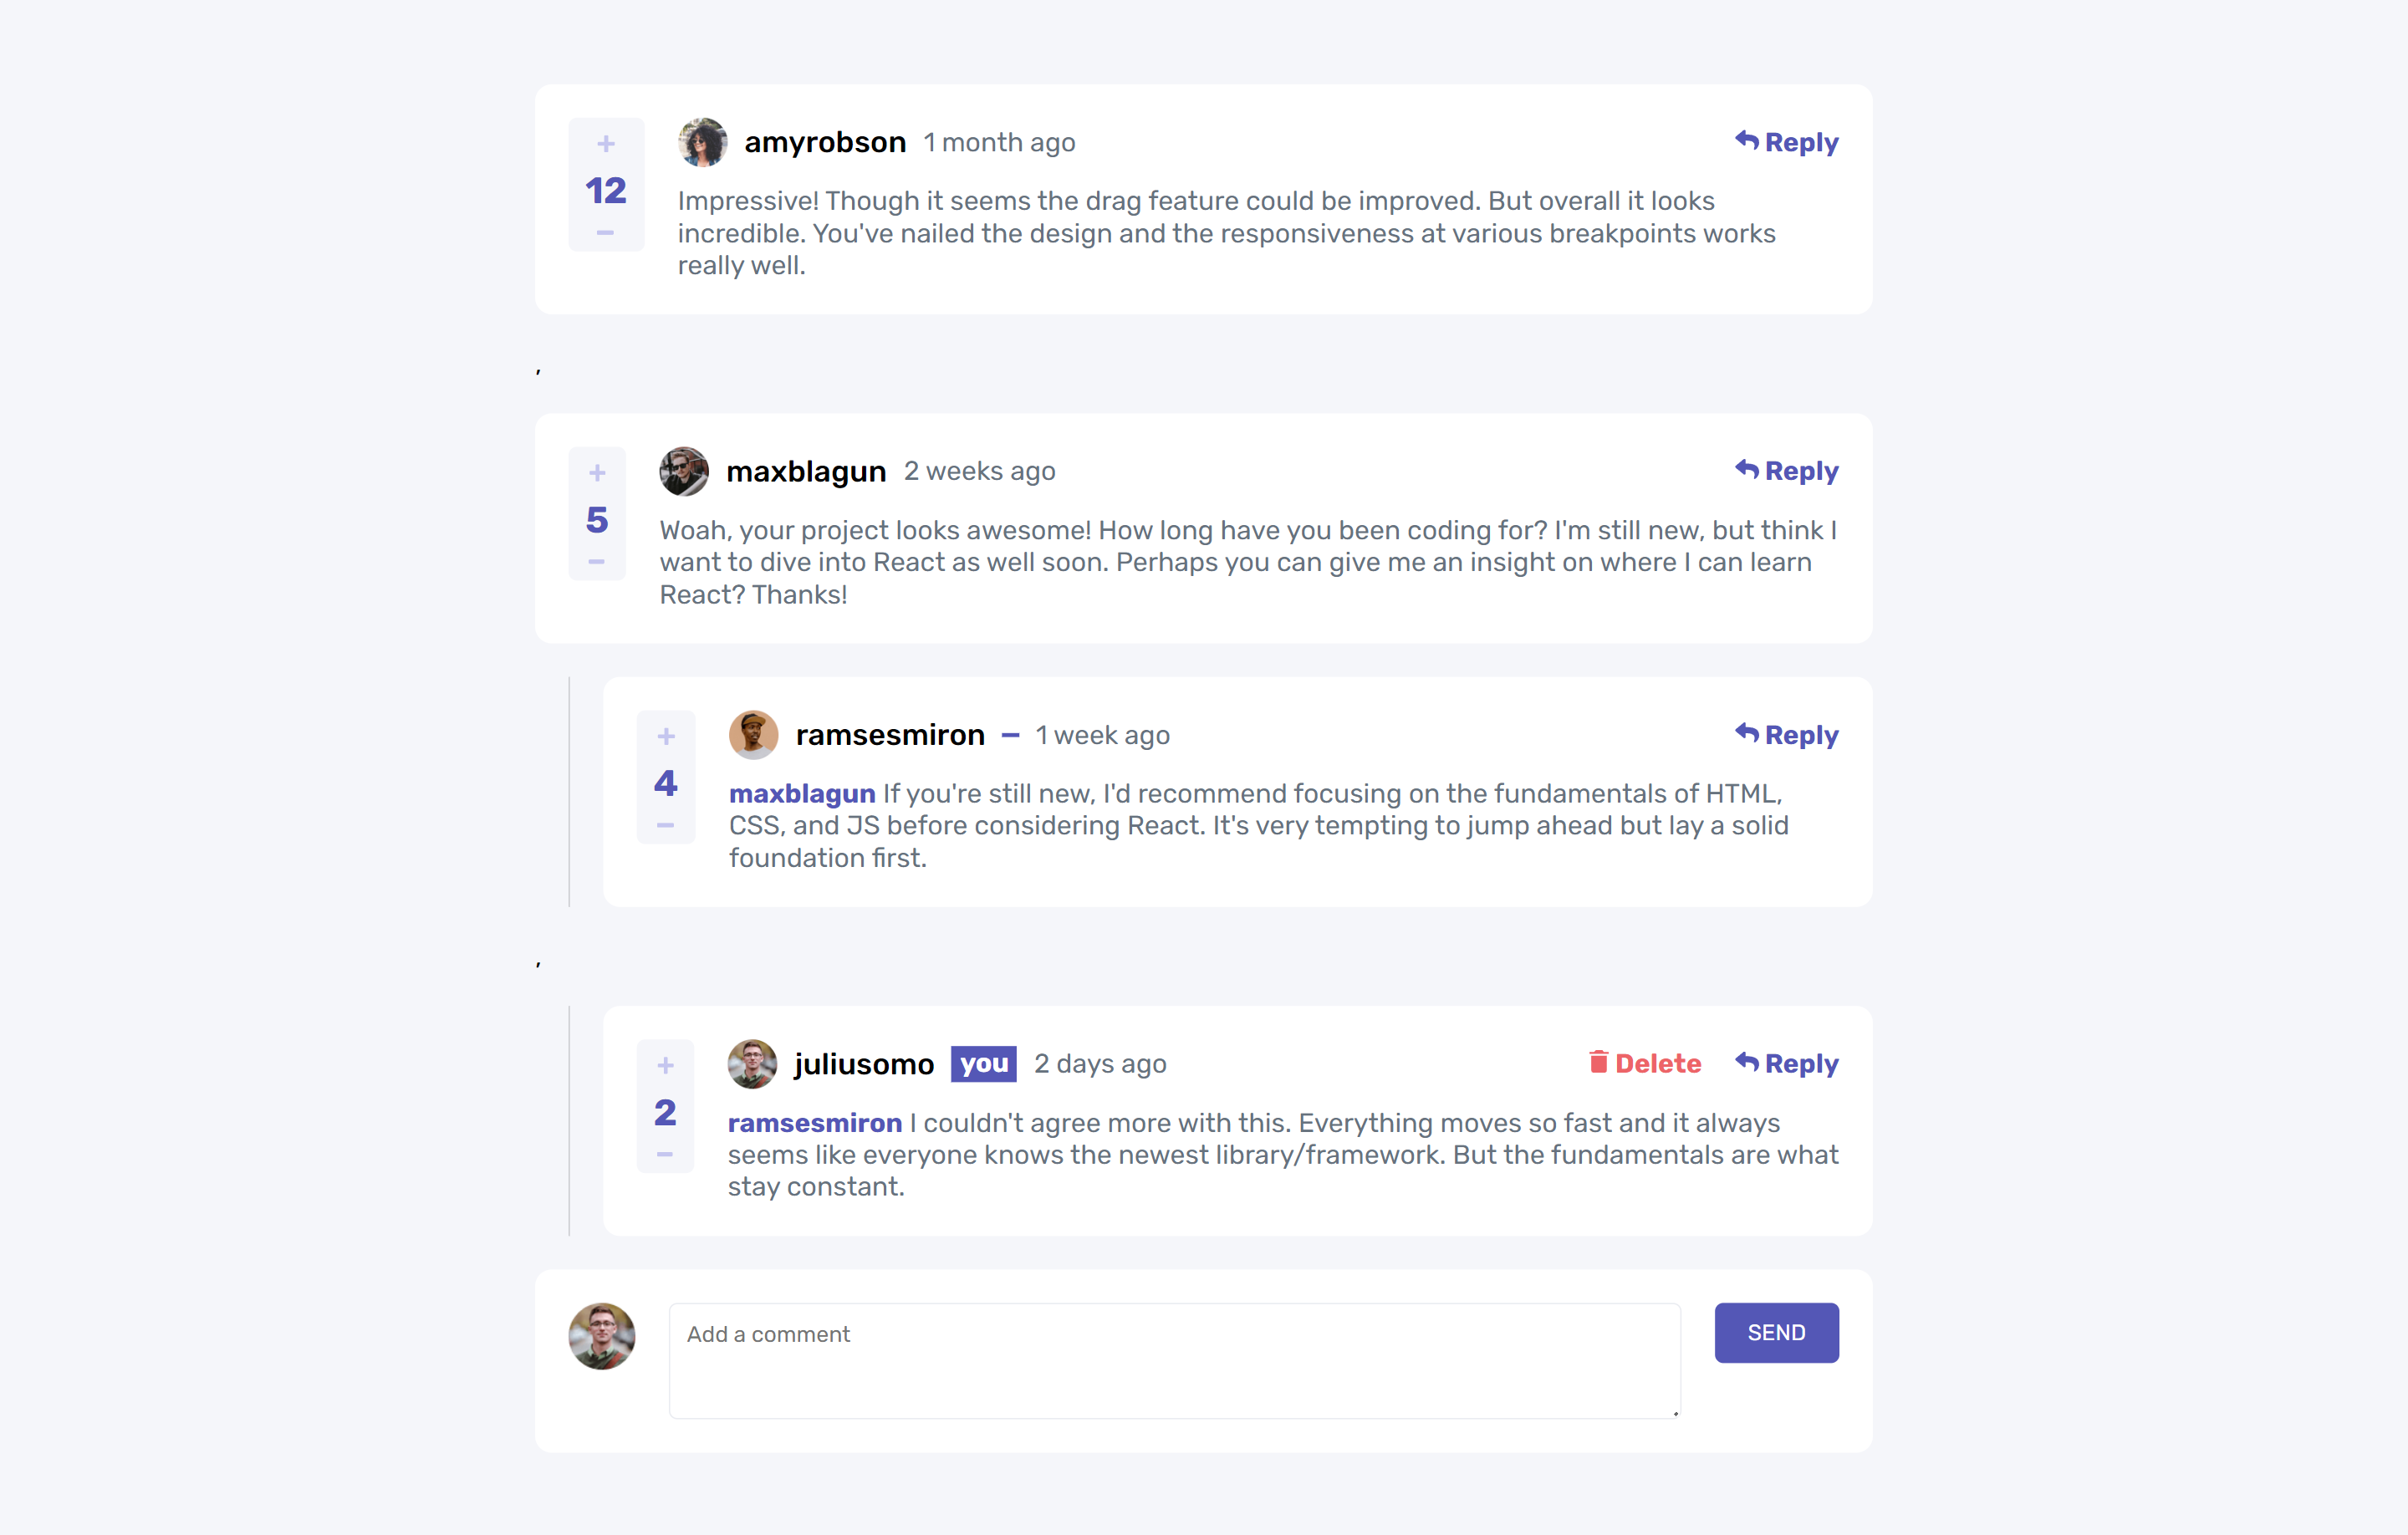 +
12
−
amyrobson 1 month ago
Reply
Impressive! Though it seems the drag feature could be improved. But overall it looks
incredible. You've nailed the design and the responsiveness at various breakpoints works
really well.
,
+
5
−
maxblagun 2 weeks ago
Reply
Woah, your project looks awesome! How long have you been coding for? I'm still new, but think I
want to dive into React as well soon. Perhaps you can give me an insight on where I can learn
React? Thanks!
+
4
−
ramsesmiron – 1 week ago
Reply
maxblagun If you're still new, I'd recommend focusing on the fundamentals of HTML,
CSS, and JS before considering React. It's very tempting to jump ahead but lay a solid
foundation first.
,
+
2
−
juliusomo you 2 days ago
Delete Reply
ramsesmiron I couldn't agree more with this. Everything moves so fast and it always
seems like everyone knows the newest library/framework. But the fundamentals are what
stay constant.
Add a comment
SEND